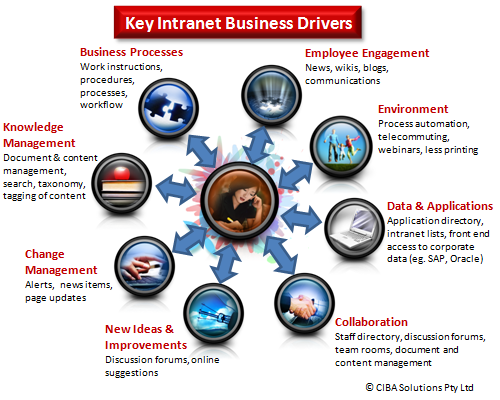 Key Intranet Business Drivers
Business Processes
Work instructions,
procedures,
processes,
workflow
Employee Engagement
News, wikis, blogs,
communications
Environment
Process automation,
telecommuting,
webinars, less printing
Knowledge
Management
Document & content
management,
search, taxonomy,
tagging of content
Data & Applications
Application directory,
intranet lists, front end
access to corporate
data (eg. SAP, Oracle)
Change
Management
Alerts, news items,
page updates
New Ideas &
Improvements
Discussion forums, online
suggestions
Collaboration
Staff directory, discussion forums,
team rooms, document and
content management
© CIBA Solutions Pty Ltd